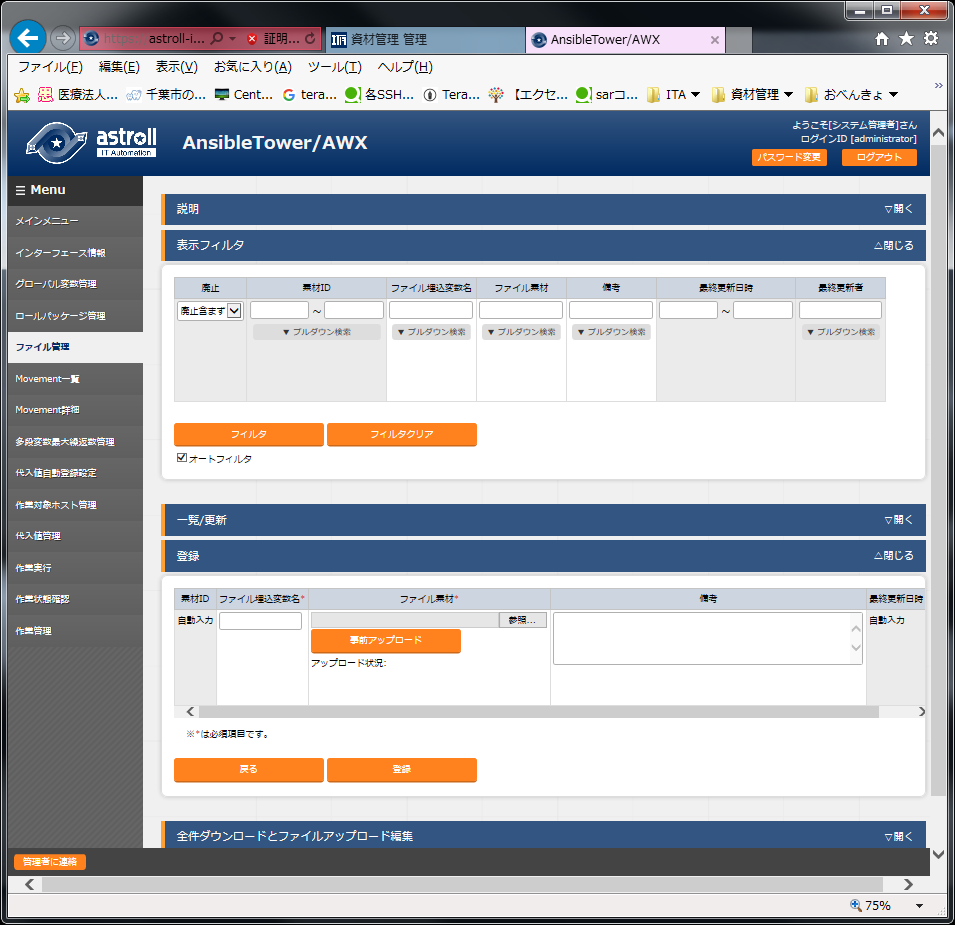 https: astroll-i... 証明... 資材管理 管理 AnsibleTower/AWX
ファイル(F) 編集(E) 表示(V) お気に入り(A) ツール(T) ヘルプ(H)
医療法人... 千葉市の... Cent... tera... 各SSH... Tera... 【エクセ... sarコ... ITA 資材管理 おべんきょ
astroll
IT Automation
AnsibleTower/AWX
ようこそ[システム管理者]さん
ログインID [administrator]
パスワード変更 ログアウト
☰ Menu
メインメニュー
インターフェース情報
グローバル変数管理
ロールパッケージ管理
ファイル管理
Movement一覧
Movement詳細
多段変数最大繰返数管理
代入値自動登録設定
作業対象ホスト管理
代入値管理
作業実行
作業状態確認
作業管理
説明 ▽開く
表示フィルタ △閉じる
廃止 素材ID ファイル埋込変数名 ファイル素材 備考 最終更新日時 最終更新者
廃止含まず ～ ～
▼ プルダウン検索 ▼ プルダウン検索 ▼ プルダウン検索 ▼ プルダウン検索 ▼ プルダウン検索
フィルタ フィルタクリア
オートフィルタ
一覧/更新 ▽開く
登録 △閉じる
素材ID ファイル埋込変数名* ファイル素材* 備考 最終更新日時
自動入力 参照... 自動入力
事前アップロード
アップロード状況:
※*は必須項目です。
戻る 登録
全件ダウンロードとファイルアップロード編集 ▽開く
管理者に連絡
75%